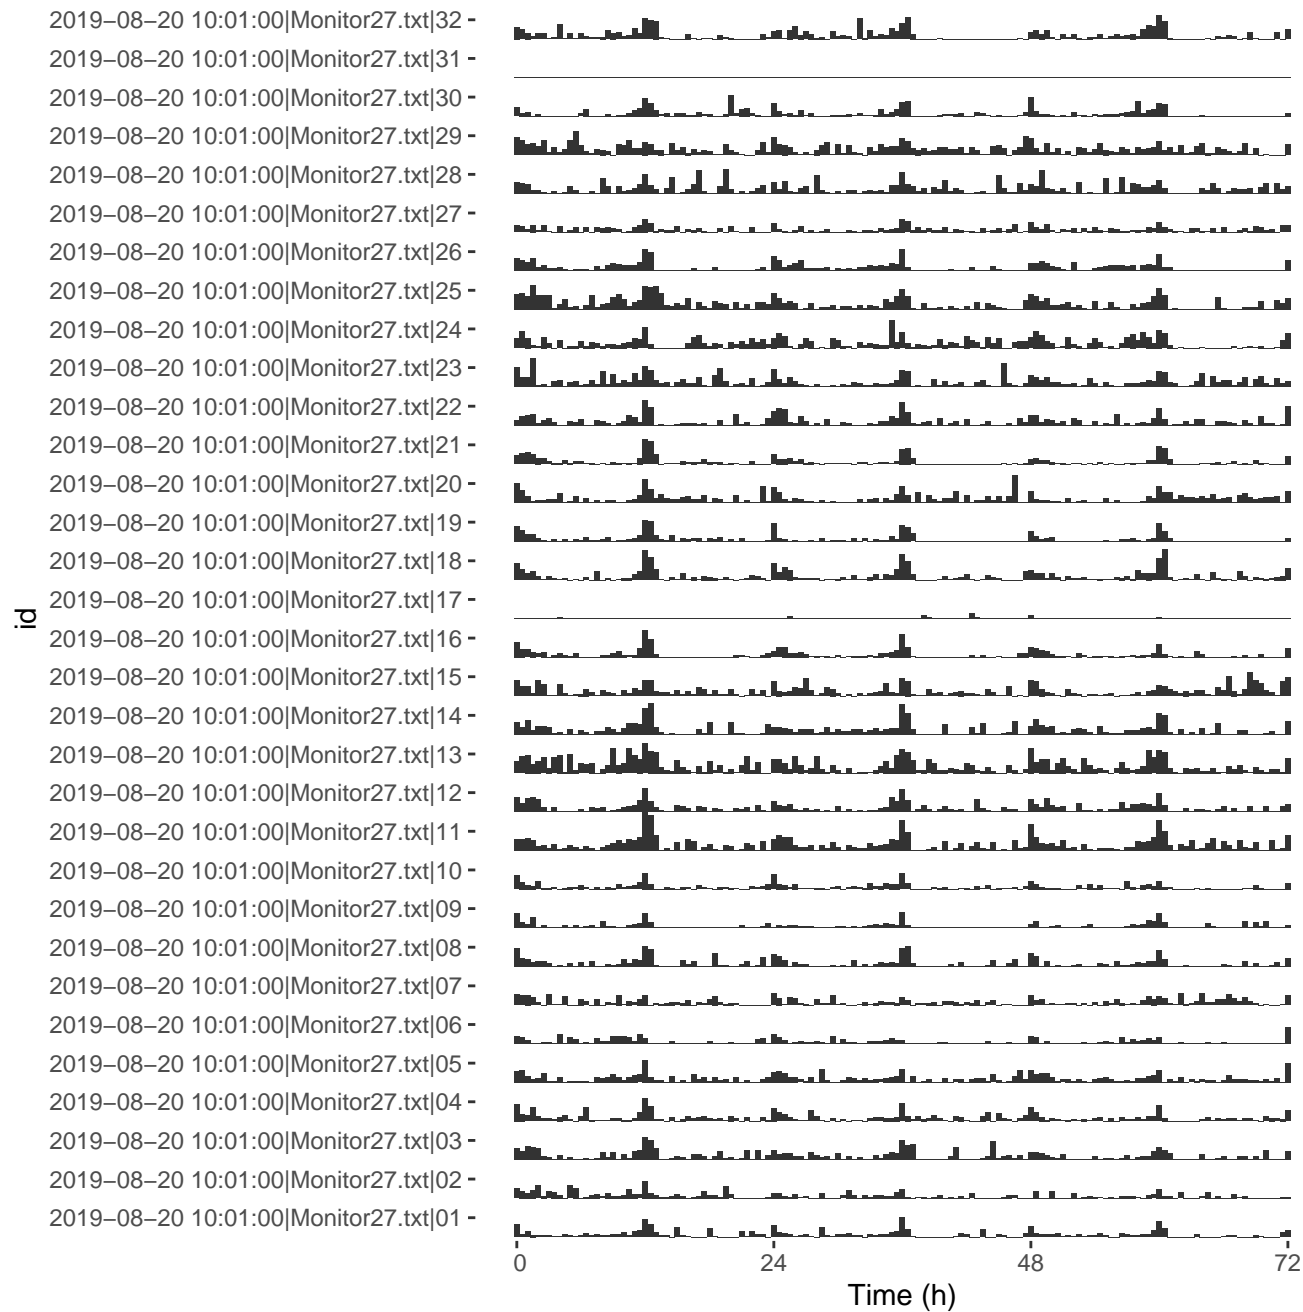 2019−08−20 10:01:00|Monitor27.txt|32
2019−08−20 10:01:00|Monitor27.txt|31
2019−08−20 10:01:00|Monitor27.txt|30
2019−08−20 10:01:00|Monitor27.txt|29
2019−08−20 10:01:00|Monitor27.txt|28
2019−08−20 10:01:00|Monitor27.txt|27
2019−08−20 10:01:00|Monitor27.txt|26
2019−08−20 10:01:00|Monitor27.txt|25
2019−08−20 10:01:00|Monitor27.txt|24
2019−08−20 10:01:00|Monitor27.txt|23
2019−08−20 10:01:00|Monitor27.txt|22
2019−08−20 10:01:00|Monitor27.txt|21
2019−08−20 10:01:00|Monitor27.txt|20
2019−08−20 10:01:00|Monitor27.txt|19
2019−08−20 10:01:00|Monitor27.txt|18
2019−08−20 10:01:00|Monitor27.txt|17
id
2019−08−20 10:01:00|Monitor27.txt|16
2019−08−20 10:01:00|Monitor27.txt|15
2019−08−20 10:01:00|Monitor27.txt|14
2019−08−20 10:01:00|Monitor27.txt|13
2019−08−20 10:01:00|Monitor27.txt|12
2019−08−20 10:01:00|Monitor27.txt|11
2019−08−20 10:01:00|Monitor27.txt|10
2019−08−20 10:01:00|Monitor27.txt|09
2019−08−20 10:01:00|Monitor27.txt|08
2019−08−20 10:01:00|Monitor27.txt|07
2019−08−20 10:01:00|Monitor27.txt|06
2019−08−20 10:01:00|Monitor27.txt|05
2019−08−20 10:01:00|Monitor27.txt|04
2019−08−20 10:01:00|Monitor27.txt|03
2019−08−20 10:01:00|Monitor27.txt|02
2019−08−20 10:01:00|Monitor27.txt|01
0 24 48 72
Time (h)